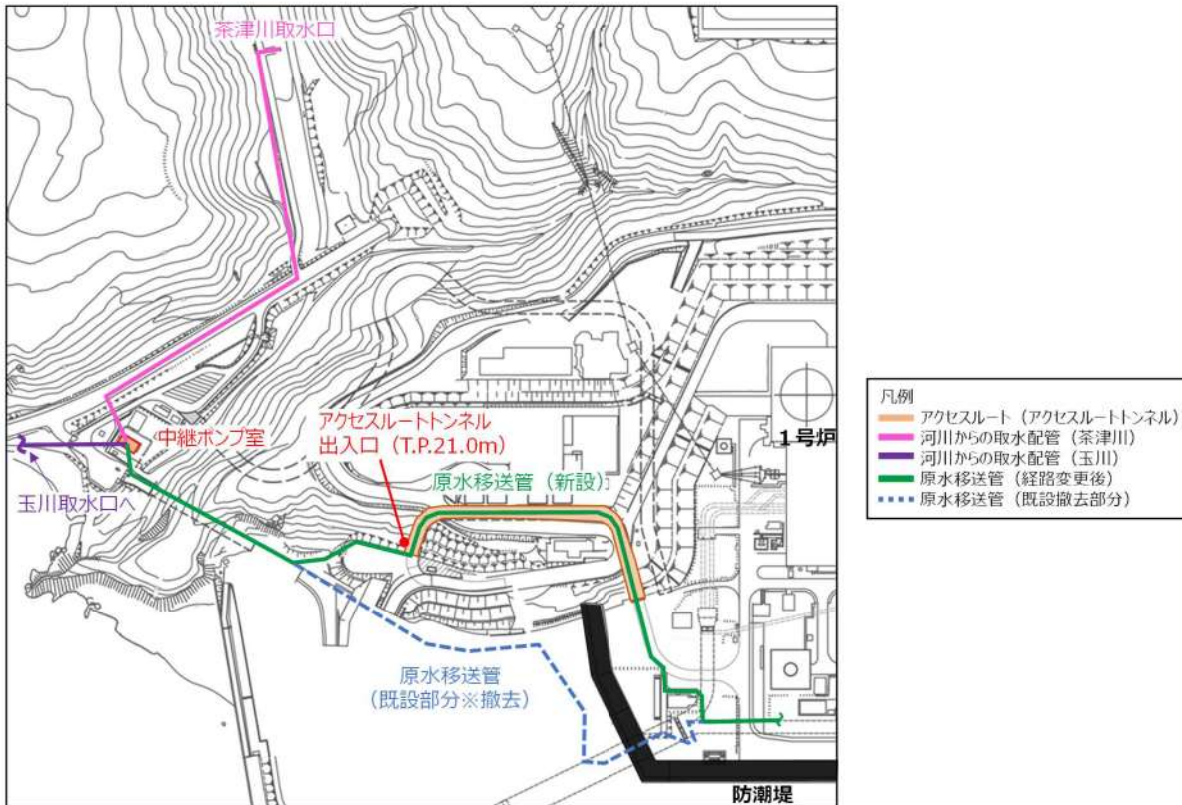 茶津川取水口
中継ポンプ室
玉川取水口へ
アクセスルートトンネル
出入口（T.P.21.0m）
原水移送管（新設）
1号炉
原水移送管
（既設部分※撤去）
防潮堤
凡例
アクセスルート（アクセスルートトンネル）
河川からの取水配管（茶津川）
河川からの取水配管（玉川）
原水移送管（経路変更後）
原水移送管（既設撤去部分）